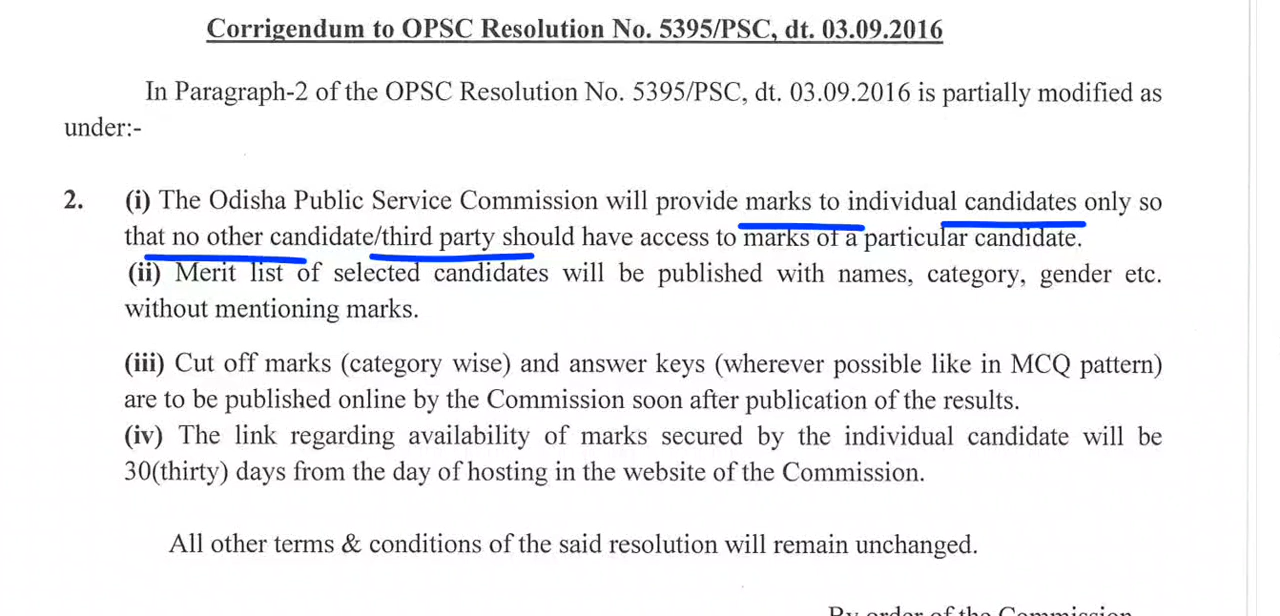 Corrigendum to OPSC Resolution No. 5395/PSC, dt. 03.09.2016
In Paragraph-2 of the OPSC Resolution No. 5395/PSC, dt. 03.09.2016 is partially modified as
under:-
2. (i) The Odisha Public Service Commission will provide marks to individual candidates only so
that no other candidate/third party should have access to marks of a particular candidate.
(ii) Merit list of selected candidates will be published with names, category, gender etc.
without mentioning marks.
(iii) Cut off marks (category wise) and answer keys (wherever possible like in MCQ pattern)
are to be published online by the Commission soon after publication of the results.
(iv) The link regarding availability of marks secured by the individual candidate will be
30(thirty) days from the day of hosting in the website of the Commission.
All other terms & conditions of the said resolution will remain unchanged.
By order of the Commission